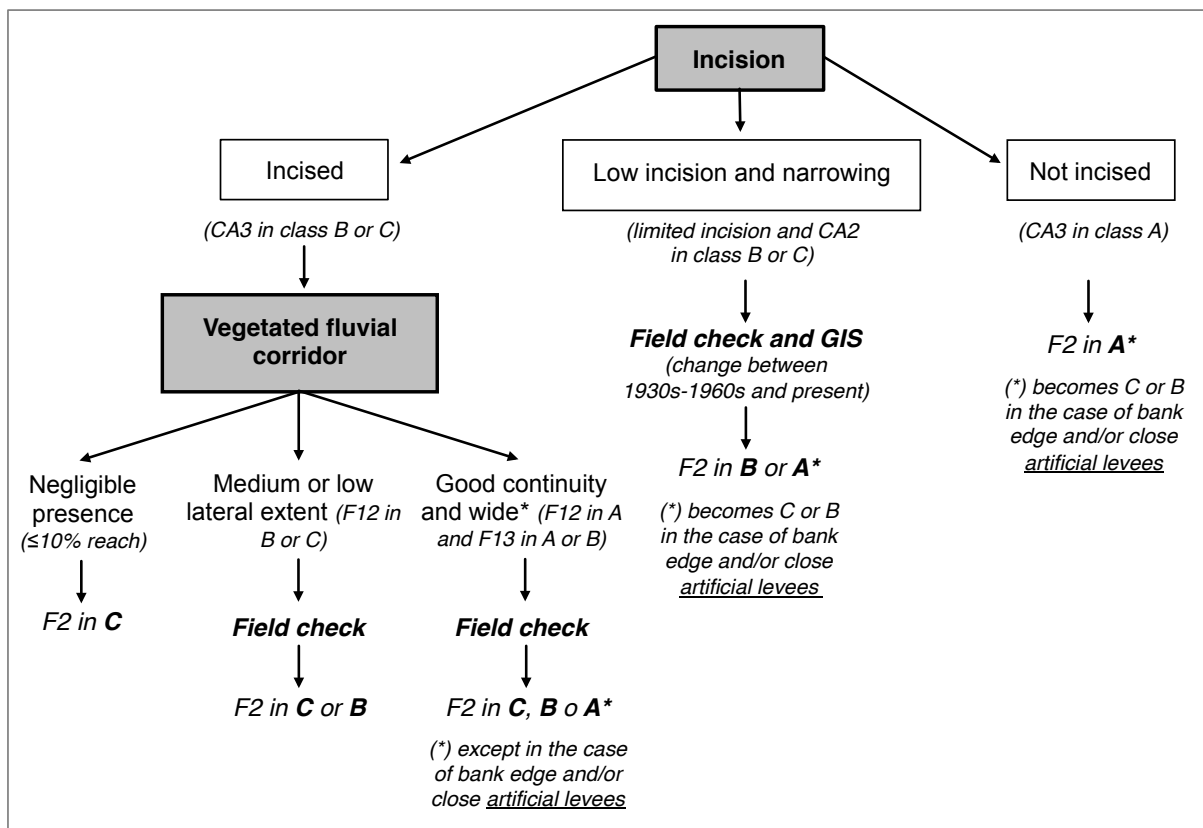 Incision
Incised
(CA3 in class B or C)
Vegetated fluvial
corridor
Negligible
presence
(≤10% reach)
F2 in C
Medium or low
lateral extent (F12 in
B or C)
Field check
F2 in C or B
Good continuity
and wide* (F12 in A
and F13 in A or B)
Field check
F2 in C, B o A*
(*) except in the case
of bank edge and/or
close artificial levees
Low incision and narrowing
(limited incision and CA2
in class B or C)
Field check and GIS
(change between
1930s-1960s and present)
F2 in B or A*
(*) becomes C or B
in the case of bank
edge and/or close
artificial levees
Not incised
(CA3 in class A)
F2 in A*
(*) becomes C or B
in the case of bank
edge and/or close
artificial levees